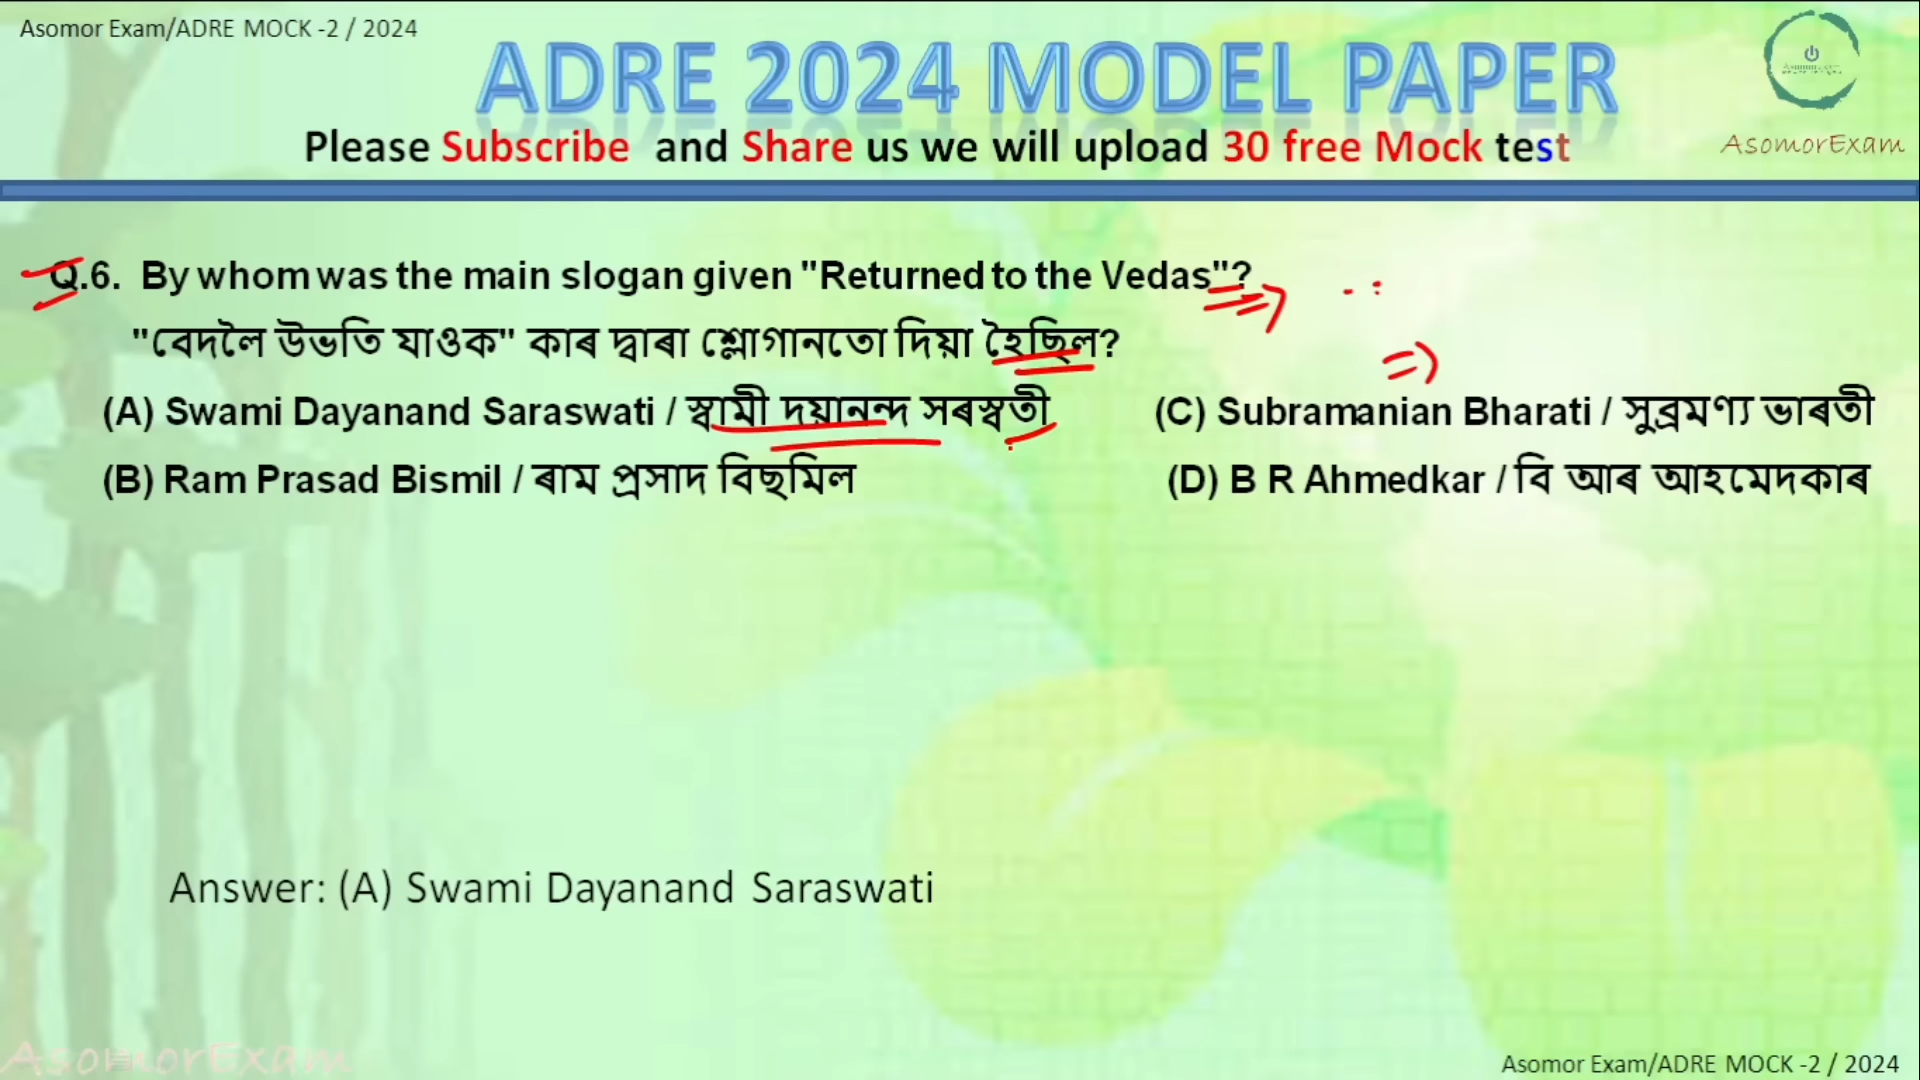 Asomor Exam/ADRE MOCK -2 / 2024
ADRE 2024 MODEL PAPER
Please Subscribe and Share us we will upload 30 free Mock test
AsomorExam
Q.6. By whom was the main slogan given "Returned to the Vedas"?
"বেদলৈ উভতি যাওক" কাৰ দ্বাৰা শ্লোগানতো দিয়া হৈছিল?
(A) Swami Dayanand Saraswati / স্বামী দয়ানন্দ সৰস্বতী
(C) Subramanian Bharati / সুব্ৰমণ্য ভাৰতী
(B) Ram Prasad Bismil / ৰাম প্ৰসাদ বিছমিল
(D) B R Ahmedkar / বি আৰ আহমেদকাৰ
Answer: (A) Swami Dayanand Saraswati
AsomorExam
Asomor Exam/ADRE MOCK -2 / 2024